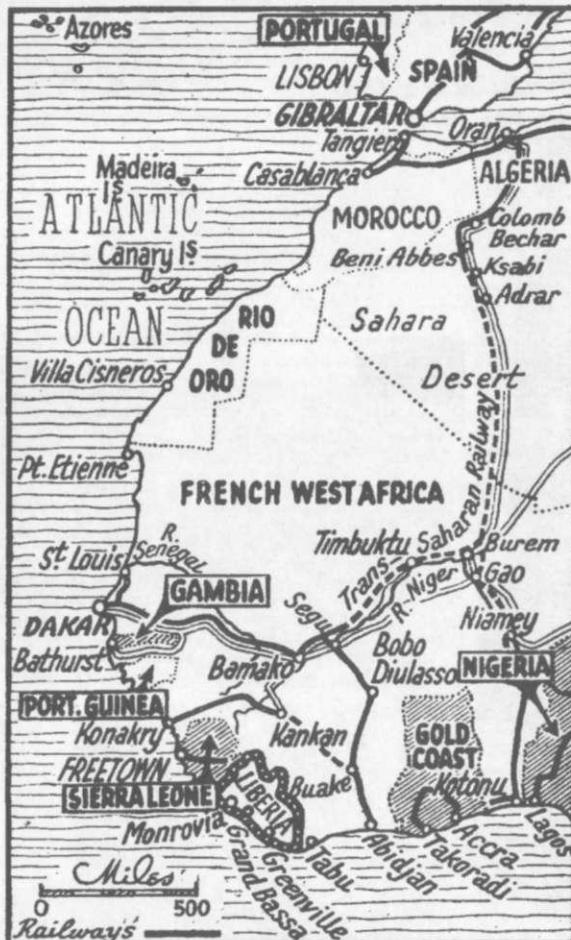 Azores
PORTUGAL
Valencia
LISBON
SPAIN
GIBRALTAR
Tangier
Oran
Madeira
Is
Casablanca
ALGERIA
ATLANTIC
MOROCCO
Colomb
Bechar
Canary Is
Beni Abbes
Ksabi
Adrar
OCEAN
RIO
DE
ORO
Sahara
Villa Cisneros
Desert
Pt. Etienne
FRENCH WEST AFRICA
Trans Saharan Railway
St Louis
R. Senegal
Timbuktu
Burem
GAMBIA
R. Niger
Gao
DAKAR
Segu
Niamey
Bathurst
Bamako
Bobo
Diulasso
NIGERIA
PORT. GUINEA
Konakry
Kankan
GOLD
COAST
FREETOWN
LIBERIA
Buake
Kotonu
SIERRA LEONE
Monrovia
Grand Bassa
Greenville
Tabu
Abidjan
Takoradi
Accra
Lagos
Miles
0 500
Railway's